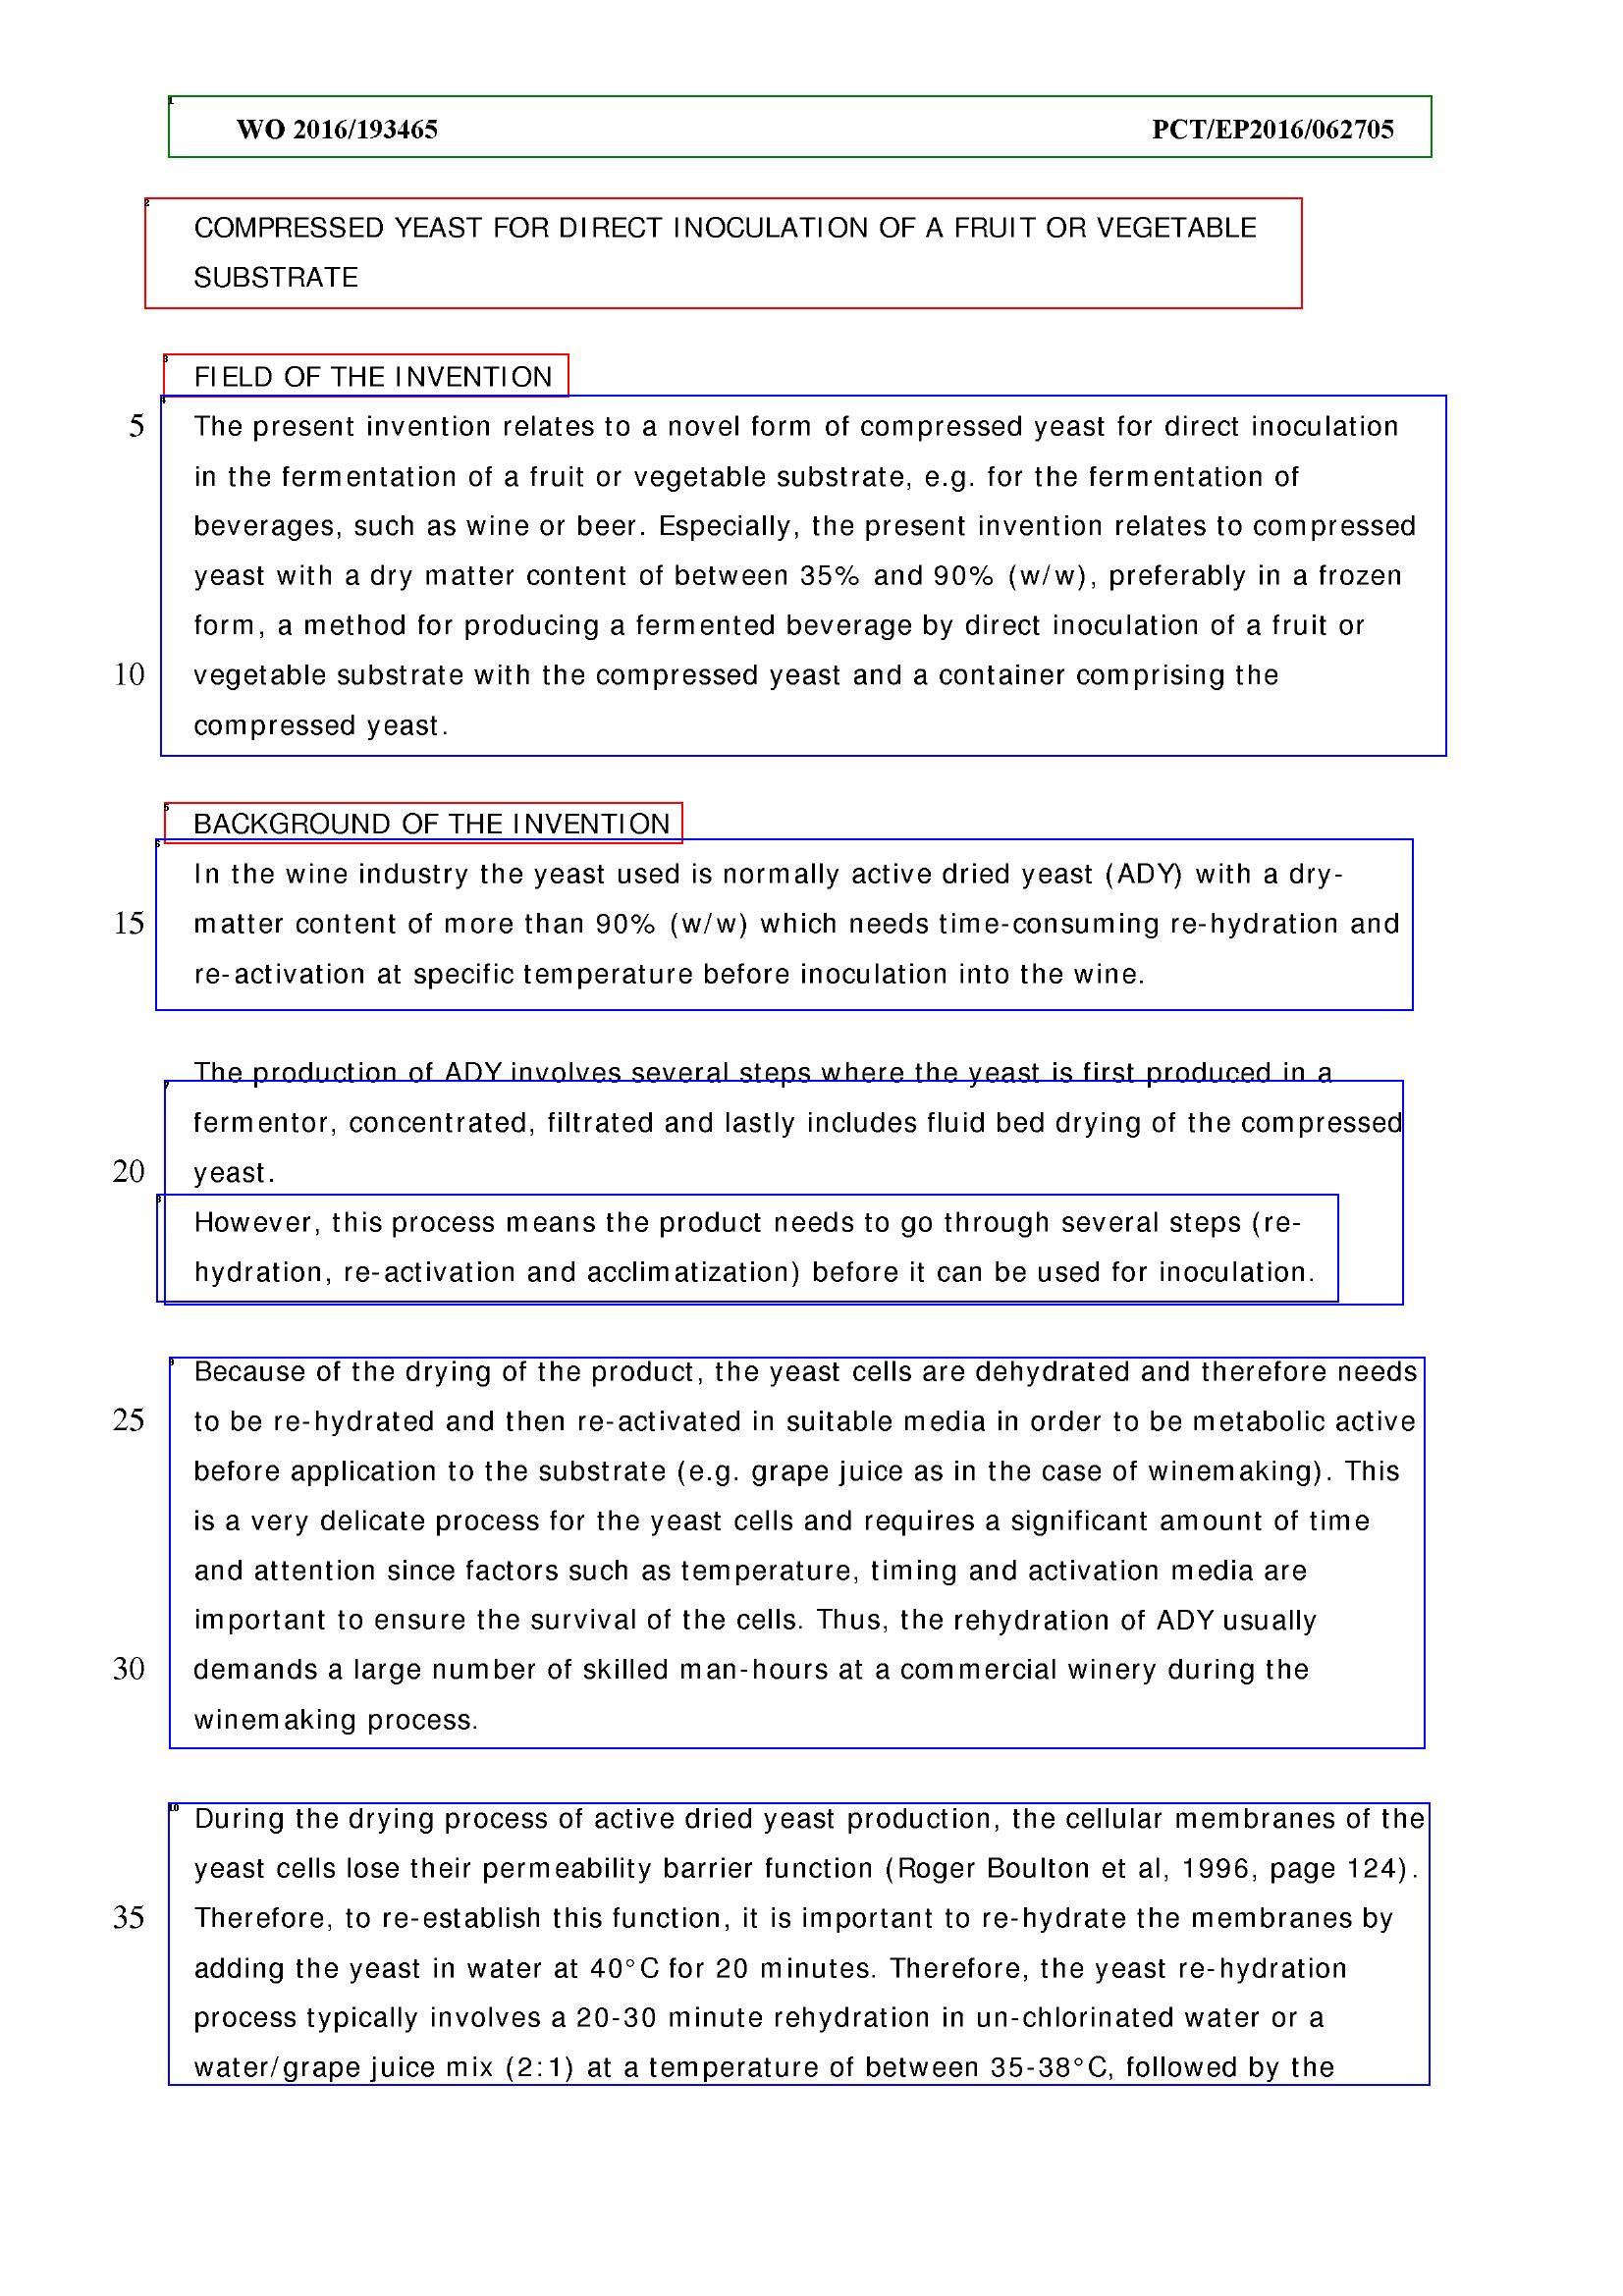 WO 2016/193465 PCT/EP2016/062705
COMPRESSED YEAST FOR DIRECT INOCULATION OF A FRUIT OR VEGETABLE
SUBSTRATE
FIELD OF THE INVENTION
5 The present invention relates to a novel form of compressed yeast for direct inoculation
in the fermentation of a fruit or vegetable substrate, e.g. for the fermentation of
beverages, such as wine or beer. Especially, the present invention relates to compressed
yeast with a dry matter content of between 35% and 90% (w/w), preferably in a frozen
form, a method for producing a fermented beverage by direct inoculation of a fruit or
10 vegetable substrate with the compressed yeast and a container comprising the
compressed yeast.
BACKGROUND OF THE INVENTION
In the wine industry the yeast used is normally active dried yeast (ADY) with a dry-
15 matter content of more than 90% (w/w) which needs time-consuming re-hydration and
re-activation at specific temperature before inoculation into the wine.
The production of ADY involves several steps where the yeast is first produced in a
fermentor, concentrated, filtrated and lastly includes fluid bed drying of the compressed
20 yeast.
However, this process means the product needs to go through several steps (re-
hydration, re-activation and acclimatization) before it can be used for inoculation.
Because of the drying of the product, the yeast cells are dehydrated and therefore needs
25 to be re-hydrated and then re-activated in suitable media in order to be metabolic active
before application to the substrate (e.g. grape juice as in the case of winemaking). This
is a very delicate process for the yeast cells and requires a significant amount of time
and attention since factors such as temperature, timing and activation media are
important to ensure the survival of the cells. Thus, the rehydration of ADY usually
30 demands a large number of skilled man-hours at a commercial winery during the
winemaking process.
During the drying process of active dried yeast production, the cellular membranes of the
yeast cells lose their permeability barrier function (Roger Boulton et al, 1996, page 124).
35 Therefore, to re-establish this function, it is important to re-hydrate the membranes by
adding the yeast in water at 40°C for 20 minutes. Therefore, the yeast re-hydration
process typically involves a 20-30 minute rehydration in un-chlorinated water or a
water/grape juice mix (2:1) at a temperature of between 35-38°C, followed by the